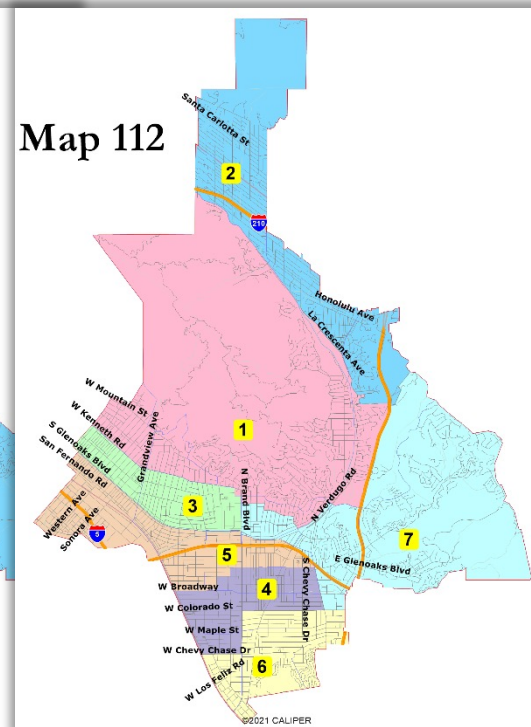 Map 112
Santa Carlotta St
2
210
Honolulu Ave
La Crescenta Ave
W Mountain St
W Kenneth Rd
Grandview Ave
S Glenoaks Blvd
San Fernando Rd
1
N Brand Blvd
N Verdugo Rd
Western Ave
Sonora Ave
3
5
7
5
E Glenoaks Blvd
S Chevy Chase Dr
W Broadway
4
W Colorado St
W Maple St
W Chevy Chase Dr
W Los Feliz Rd
6
©2021 CALIPER